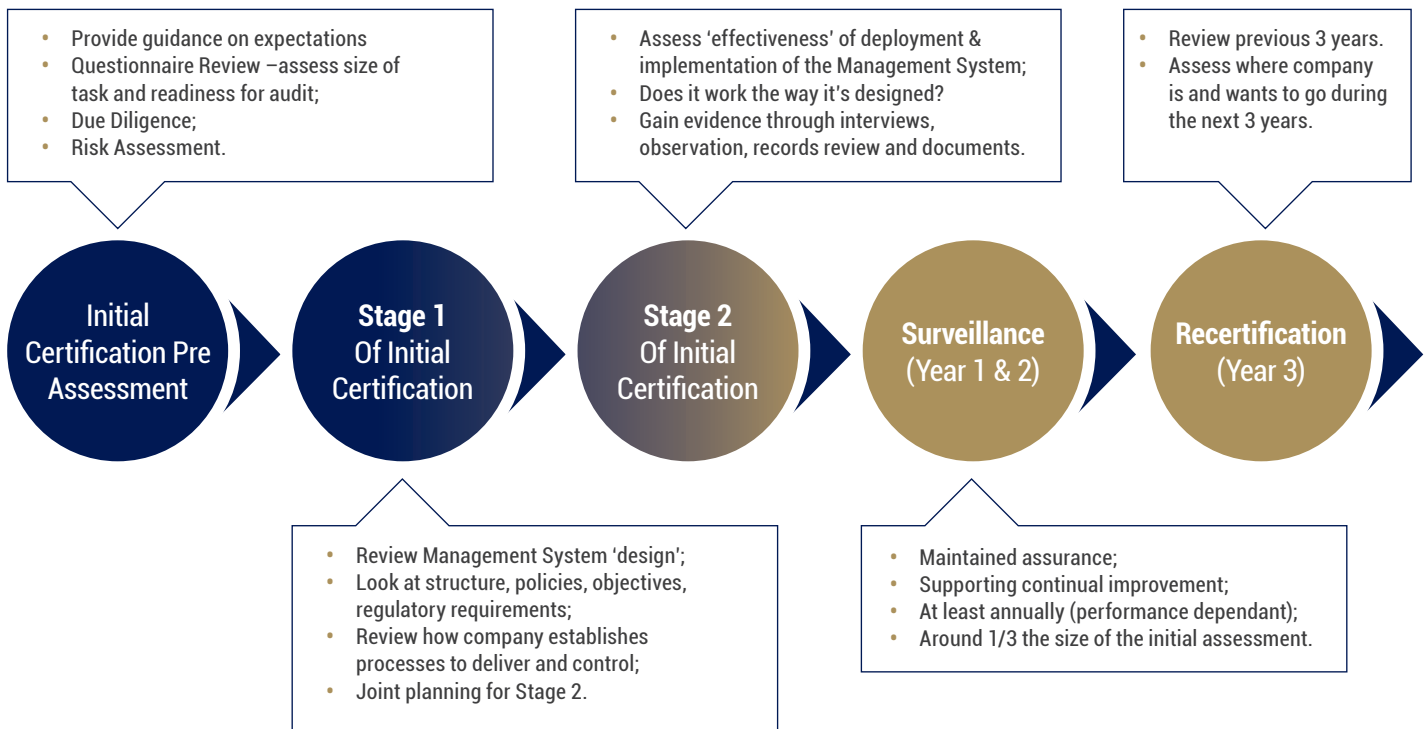 • Provide guidance on expectations
• Questionnaire Review –assess size of
task and readiness for audit;
• Due Diligence;
• Risk Assessment.
• Assess ‘effectiveness’ of deployment &
implementation of the Management System;
• Does it work the way it’s designed?
• Gain evidence through interviews,
observation, records review and documents.
• Review previous 3 years.
• Assess where company
is and wants to go during
the next 3 years.
Initial
Certification Pre
Assessment
Stage 1
Of Initial
Certification
Stage 2
Of Initial
Certification
Surveillance
(Year 1 & 2)
Recertification
(Year 3)
• Review Management System ‘design’;
• Look at structure, policies, objectives,
regulatory requirements;
• Review how company establishes
processes to deliver and control;
• Joint planning for Stage 2.
• Maintained assurance;
• Supporting continual improvement;
• At least annually (performance dependant);
• Around 1/3 the size of the initial assessment.